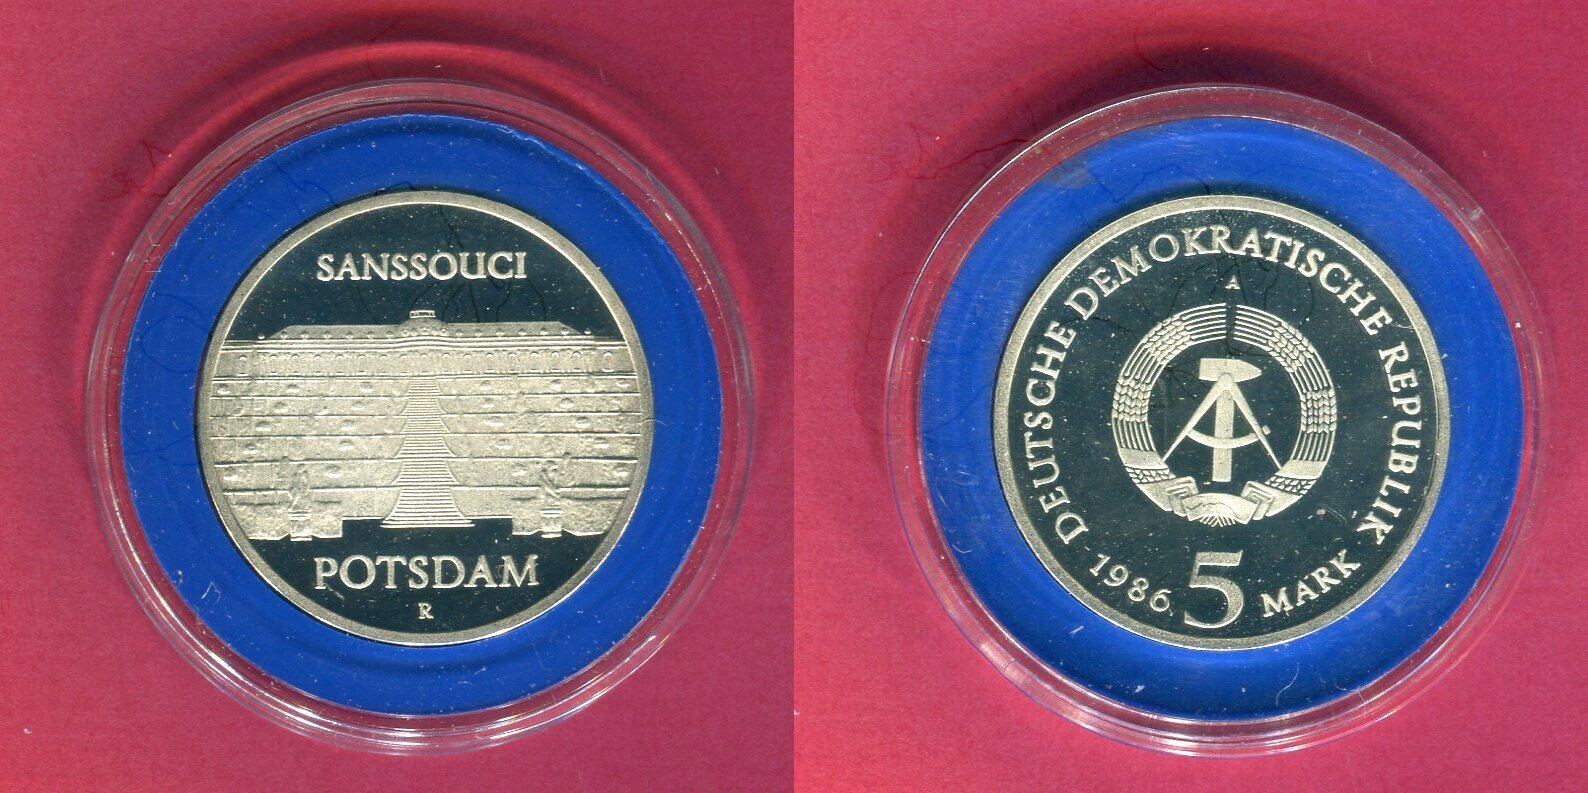 SANSSOUCI
POTSDAM
R
DEUTSCHE DEMOKRATISCHE REPUBLIK
A
1986 5 MARK